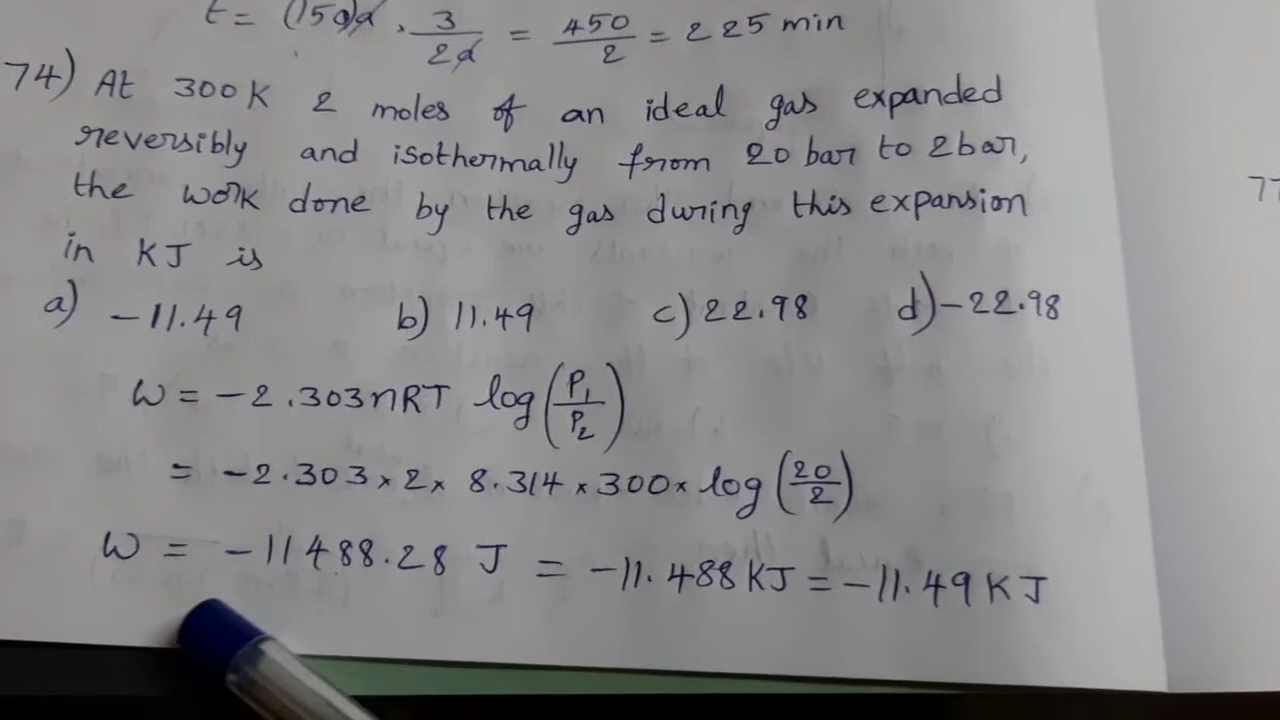 t = (150)2 . 3/22 = 450/2 = 225 min
74) At 300K 2 moles of an ideal gas expanded
reversibly and isothermally from 20 bar to 2bar,
the work done by the gas during this expansion
in KJ is
a) -11.49 b) 11.49 c) 22.98 d) -22.98
W = -2.303nRT log(P₁/P₂)
= -2.303 × 2 × 8.314 × 300 × log(20/2)
W = -11488.28 J = -11.488 KJ = -11.49 KJ
77